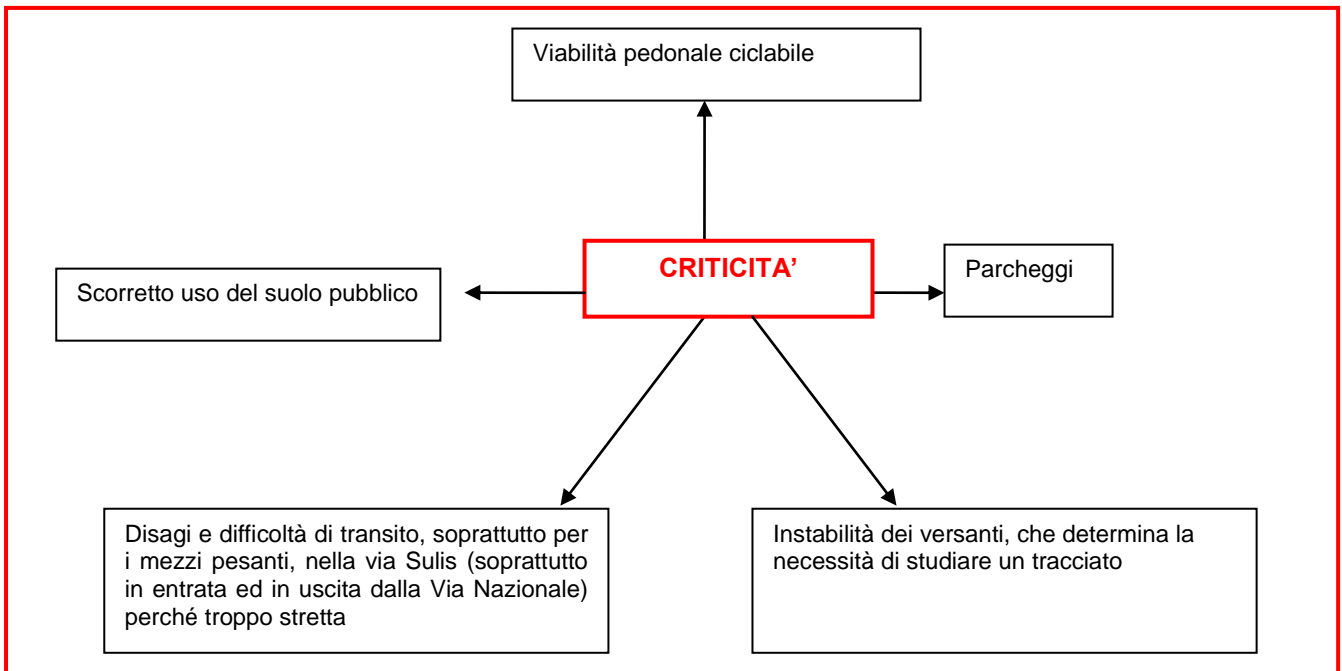 Viabilità pedonale ciclabile
CRITICITA’
Parcheggi
Scorretto uso del suolo pubblico
Disagi e difficoltà di transito, soprattutto per
i mezzi pesanti, nella via Sulis (soprattutto
in entrata ed in uscita dalla Via Nazionale)
perché troppo stretta
Instabilità dei versanti, che determina la
necessità di studiare un tracciato